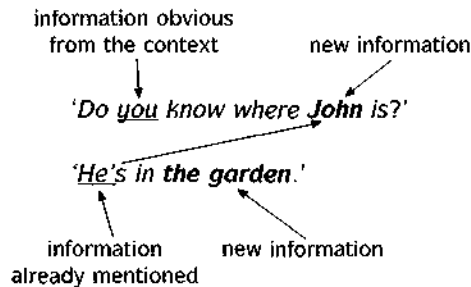 information obvious
from the context
new information
'Do you know where John is?'
'He's in the garden.'
information
already mentioned
new information